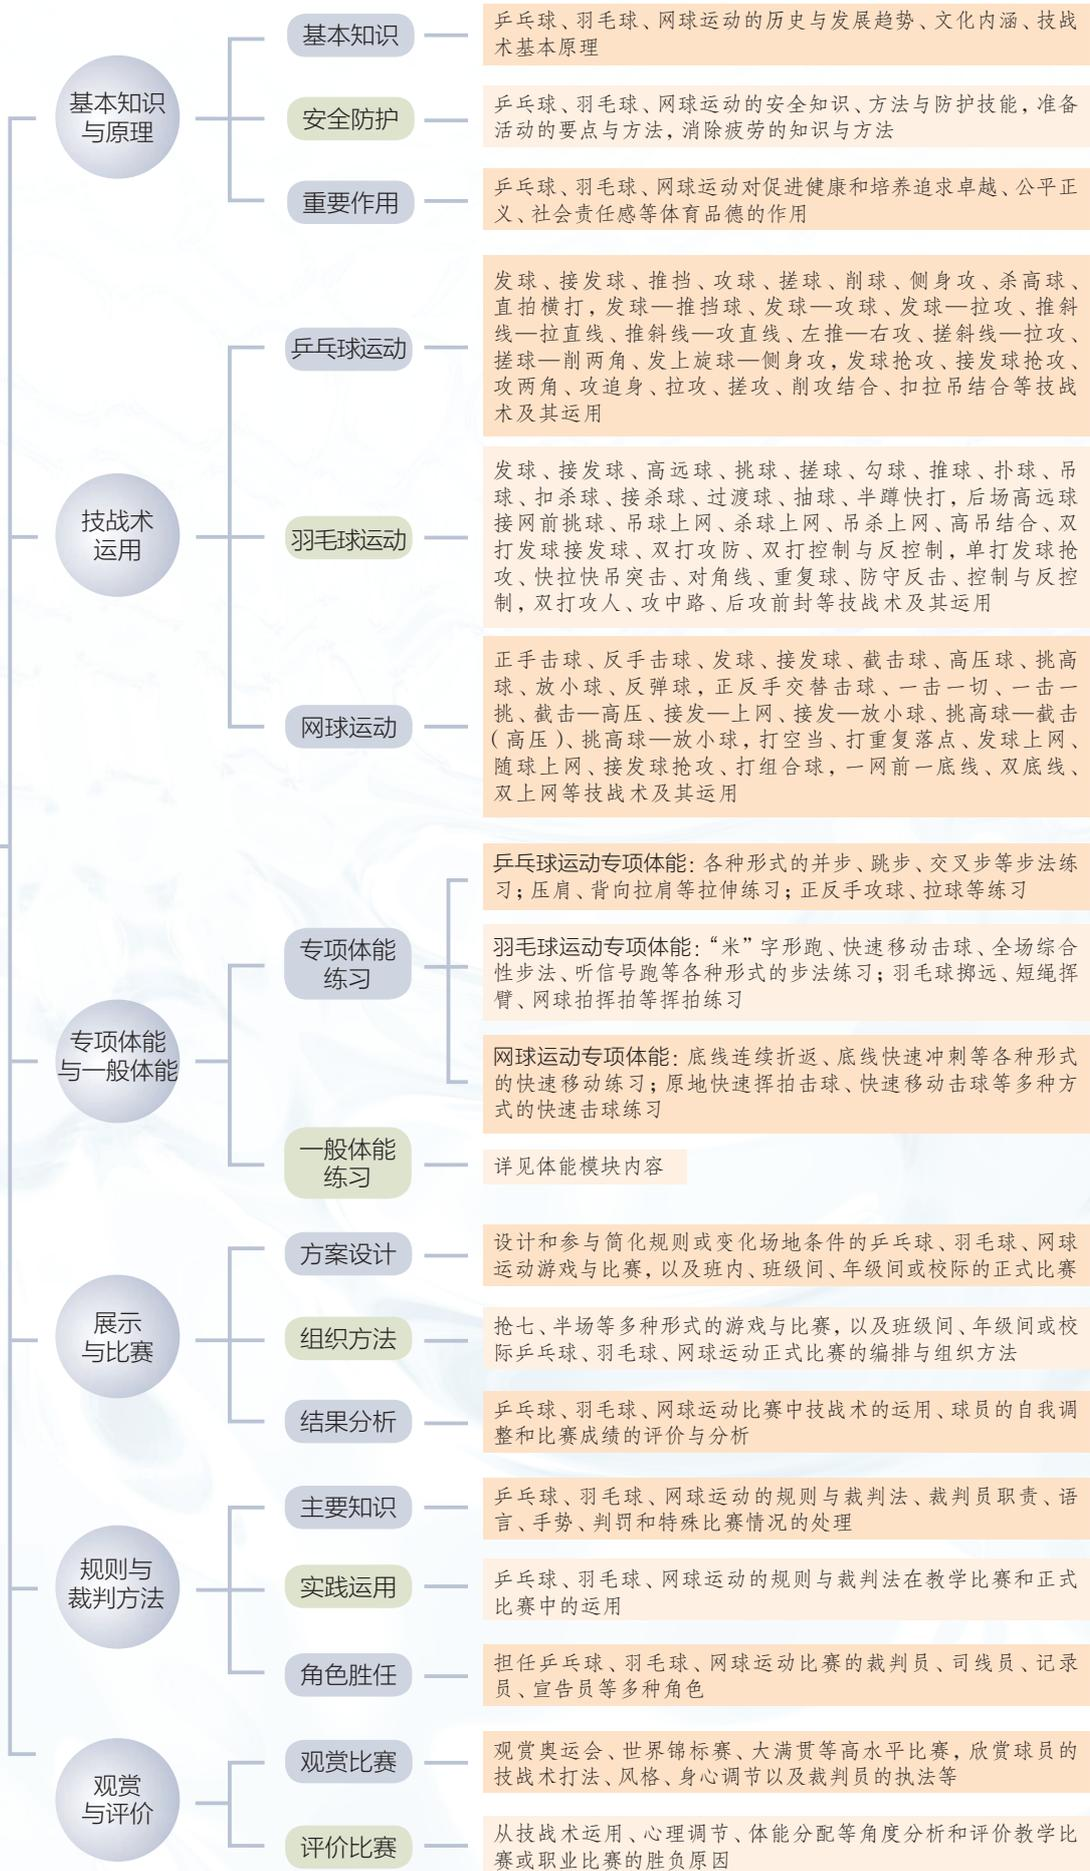 基本知识
与原理
基本知识
乒乓球、羽毛球、网球运动的历史与发展趋势、文化内涵、技战
术基本原理
安全防护
乒乓球、羽毛球、网球运动的安全知识、方法与防护技能，准备
活动的要点与方法，消除疲劳的知识与方法
重要作用
乒乓球、羽毛球、网球运动对促进健康和培养追求卓越、公平正
义、社会责任感等体育品德的作用
技战术
运用
乒乓球运动
发球、接发球、推挡、攻球、搓球、削球、侧身攻、杀高球、
直拍横打，发球—推挡球、发球—攻球、发球—拉攻、推斜
线—拉直线、推斜线—攻直线、左推—右攻、搓斜线—拉攻、
搓球—削两角、发上旋球—侧身攻，发球抢攻、接发球抢攻、
攻两角、攻追身、拉攻、搓攻、削攻结合、扣拉吊结合等技战
术及其运用
羽毛球运动
发球、接发球、高远球、挑球、搓球、勾球、推球、扑球、吊
球、扣杀球、接杀球、过渡球、抽球、半蹲快打，后场高远球
接网前挑球、吊球上网、杀球上网、吊杀上网、高吊结合、双
打发球接发球、双打攻防、双打控制与反控制，单打发球抢
攻、快拉快吊突击、对角线、重复球、防守反击、控制与反控
制，双打攻人、攻中路、后攻前封等技战术及其运用
网球运动
正手击球、反手击球、发球、接发球、截击球、高压球、挑高
球、放小球、反弹球，正反手交替击球、一击一切、一击一
挑、截击—高压、接发—上网、接发—放小球、挑高球—截击
（高压）、挑高球—放小球，打空当、打重复落点、发球上网、
随球上网、接发球抢攻、打组合球，一网前一底线、双底线、
双上网等技战术及其运用
专项体能
与一般体能
专项体能
练习
乒乓球运动专项体能：各种形式的并步、跳步、交叉步等步法练
习；压肩、背向拉肩等拉伸练习；正反手攻球、拉球等练习
羽毛球运动专项体能：“米”字形跑、快速移动击球、全场综合
性步法、听信号跑等各种形式的步法练习；羽毛球掷远、短绳挥
臂、网球拍挥拍等挥拍练习
网球运动专项体能：底线连续折返、底线快速冲刺等各种形式
的快速移动练习；原地快速挥拍击球、快速移动击球等多种方
式的快速击球练习
一般体能
练习
详见体能模块内容
展示
与比赛
方案设计
设计和参与简化规则或变化场地条件的乒乓球、羽毛球、网球
运动游戏与比赛，以及班内、班级间、年级间或校际的正式比赛
组织方法
抢七、半场等多种形式的游戏与比赛，以及班级间、年级间或校
际乒乓球、羽毛球、网球运动正式比赛的编排与组织方法
结果分析
乒乓球、羽毛球、网球运动比赛中技战术的运用、球员的自我调
整和比赛成绩的评价与分析
规则与
裁判方法
主要知识
乒乓球、羽毛球、网球运动的规则与裁判法、裁判员职责、语
言、手势、判罚和特殊比赛情况的处理
实践运用
乒乓球、羽毛球、网球运动的规则与裁判法在教学比赛和正式
比赛中的运用
角色胜任
担任乒乓球、羽毛球、网球运动比赛的裁判员、司线员、记录
员、宣告员等多种角色
观赏
与评价
观赏比赛
观赏奥运会、世界锦标赛、大满贯等高水平比赛，欣赏球员的
技战术打法、风格、身心调节以及裁判员的执法等
评价比赛
从技战术运用、心理调节、体能分配等角度分析和评价教学比
赛或职业比赛的胜负原因